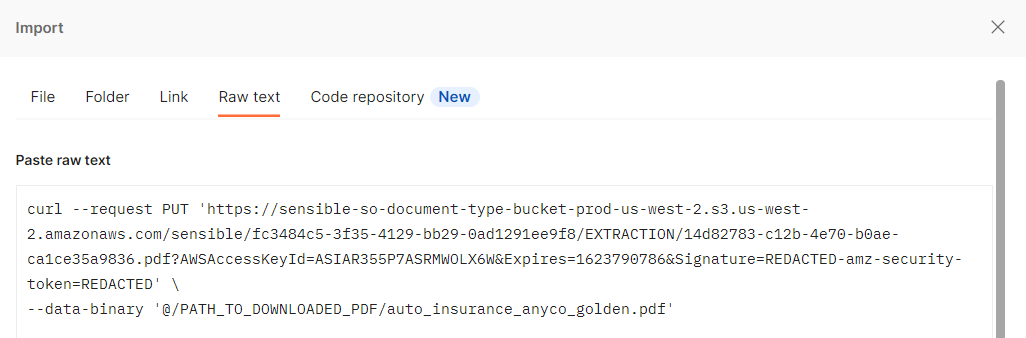 Import
File Folder Link Raw text Code repository New
Paste raw text
curl --request PUT 'https://sensible-so-document-type-bucket-prod-us-west-2.s3.us-west-
2.amazonaws.com/sensible/fc3484c5-3f35-4129-bb29-0ad1291ee9f8/EXTRACTION/14d82783-c12b-4e70-b0ae-
ca1ce35a9836.pdf?AWSAccessKeyId=ASIAR355P7ASRMWOLX6W&Expires=1623790786&Signature=REDACTED-amz-security-
token=REDACTED' \
--data-binary '@/PATH_TO_DOWNLOADED_PDF/auto_insurance_anyco_golden.pdf'